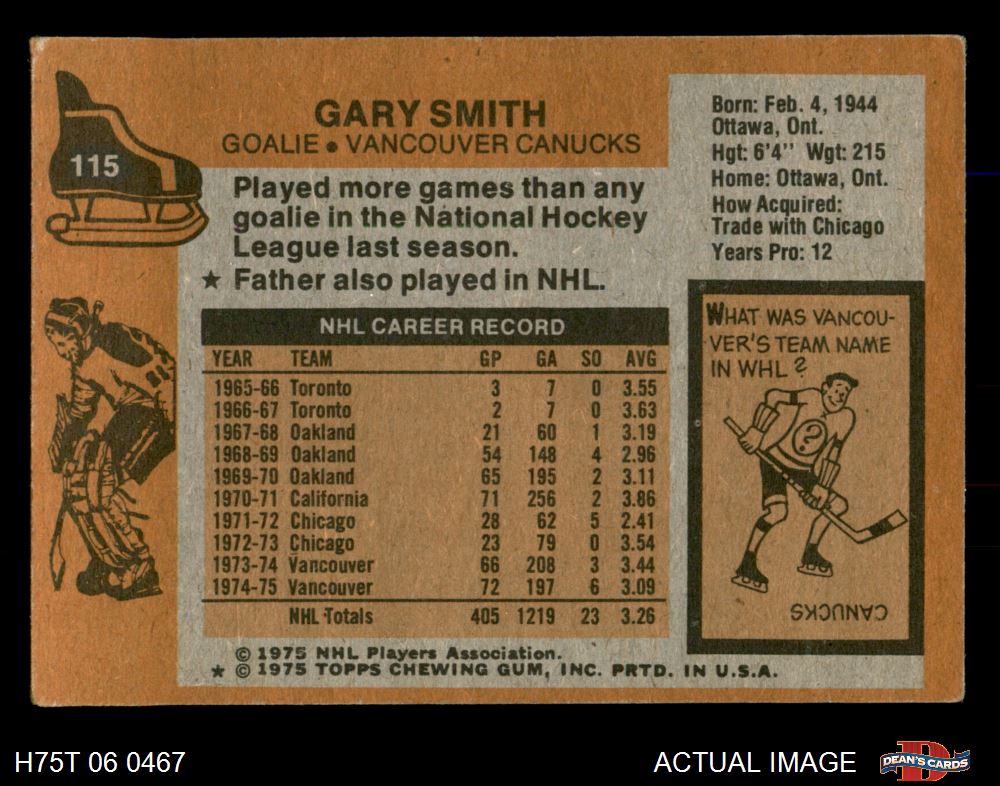 115
GARY SMITH
GOALIE • VANCOUVER CANUCKS
Played more games than any
goalie in the National Hockey
League last season.
★ Father also played in NHL.
Born: Feb. 4, 1944
Ottawa, Ont.
Hgt: 6'4" Wgt: 215
Home: Ottawa, Ont.
How Acquired:
Trade with Chicago
Years Pro: 12
NHL CAREER RECORD
YEAR TEAM GP GA SO AVG
1965-66 Toronto 3 7 0 3.55
1966-67 Toronto 2 7 0 3.63
1967-68 Oakland 21 60 1 3.19
1968-69 Oakland 54 148 4 2.96
1969-70 Oakland 65 195 2 3.11
1970-71 California 71 256 2 3.86
1971-72 Chicago 28 62 5 2.41
1972-73 Chicago 23 79 0 3.54
1973-74 Vancouver 66 208 3 3.44
1974-75 Vancouver 72 197 6 3.09
NHL Totals 405 1219 23 3.26
WHAT WAS VANCOU-
VER'S TEAM NAME
IN WHL?
?
CANUCKS
© 1975 NHL Players Association.
★ © 1975 TOPPS CHEWING GUM, INC. PRTD. IN U.S.A.
H75T 06 0467
ACTUAL IMAGE
D
DEAN'S CARDS